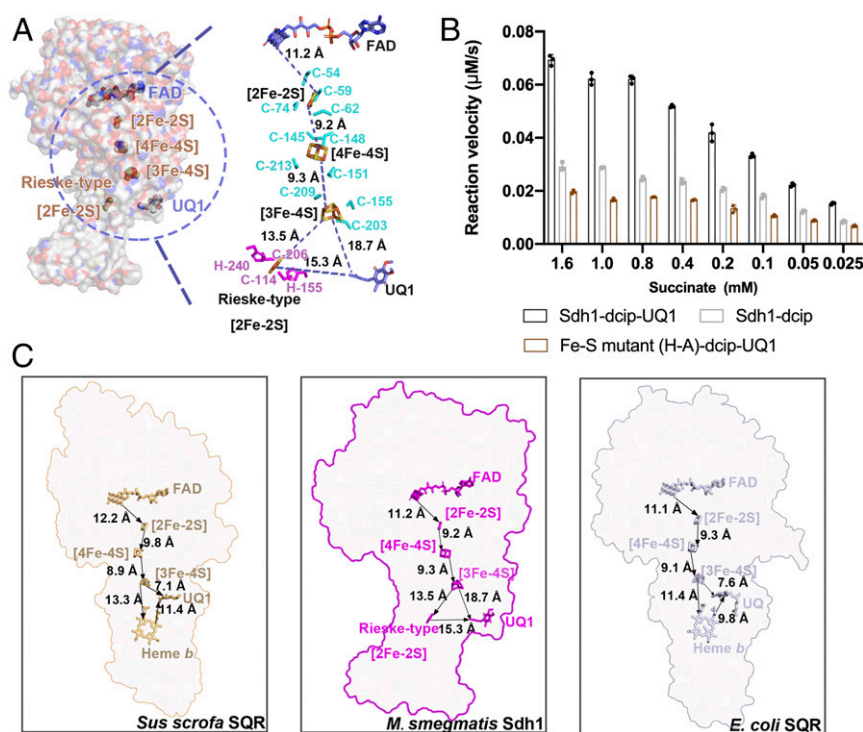 A
FAD
[2Fe-2S]
[4Fe-4S]
[3Fe-4S]
Rieske-type
[2Fe-2S]
UQ1
FAD
11.2 Å
C-54
[2Fe-2S]
C-59
C-74
C-62
9.2 Å
C-145
C-148
[4Fe-4S]
C-213
9.3 Å
C-151
C-209
C-155
[3Fe-4S]
C-203
13.5 Å
18.7 Å
C-206
H-240
15.3 Å
C-114
H-155
UQ1
Rieske-type
[2Fe-2S]
B
Reaction velocity (µM/s)
0.08
0.06
0.04
0.02
0.00
1.6 1.0 0.8 0.4 0.2 0.1 0.05 0.025
Succinate (mM)
Sdh1-dcip-UQ1 Sdh1-dcip
Fe-S mutant (H-A)-dcip-UQ1
C
FAD
12.2 Å
[2Fe-2S]
9.8 Å
[4Fe-4S]
8.9 Å
[3Fe-4S]
7.1 Å
13.3 Å
UQ1
11.4 Å
Heme b
Sus scrofa SQR
FAD
11.2 Å
[2Fe-2S]
9.2 Å
[4Fe-4S]
9.3 Å
[3Fe-4S]
13.5 Å
18.7 Å
Rieske-type
UQ1
15.3 Å
[2Fe-2S]
M. smegmatis Sdh1
FAD
11.1 Å
[2Fe-2S]
9.3 Å
[4Fe-4S]
9.1 Å
[3Fe-4S]
7.6 Å
11.4 Å
UQ
9.8 Å
Heme b
E. coli SQR